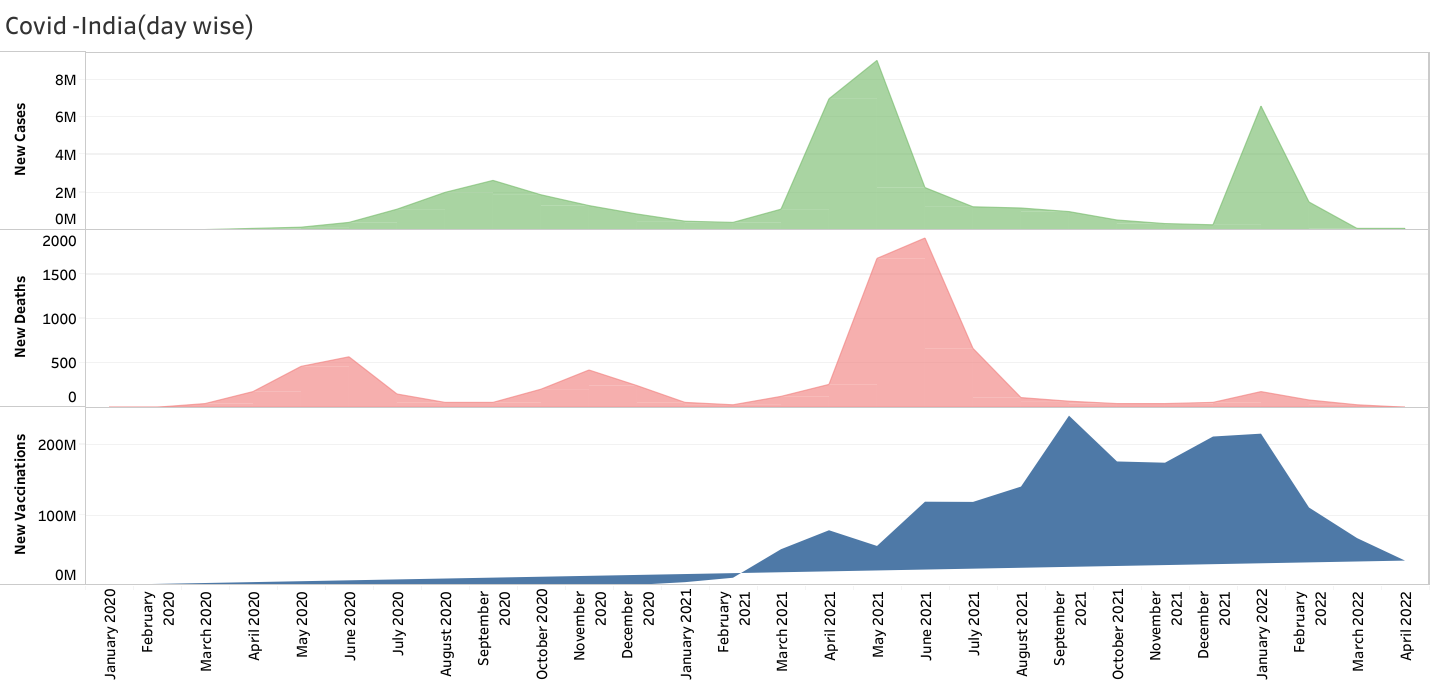 Covid -India(day wise)
New Cases
8M
6M
4M
2M
0M
New Deaths
2000
1500
1000
500
0
New Vaccinations
200M
100M
0M
January 2020
February
2020
March 2020
April 2020
May 2020
June 2020
July 2020
August 2020
September
2020
October 2020
November
2020
December
2020
January 2021
February
2021
March 2021
April 2021
May 2021
June 2021
July 2021
August 2021
September
2021
October 2021
November
2021
December
2021
January 2022
February
2022
March 2022
April 2022